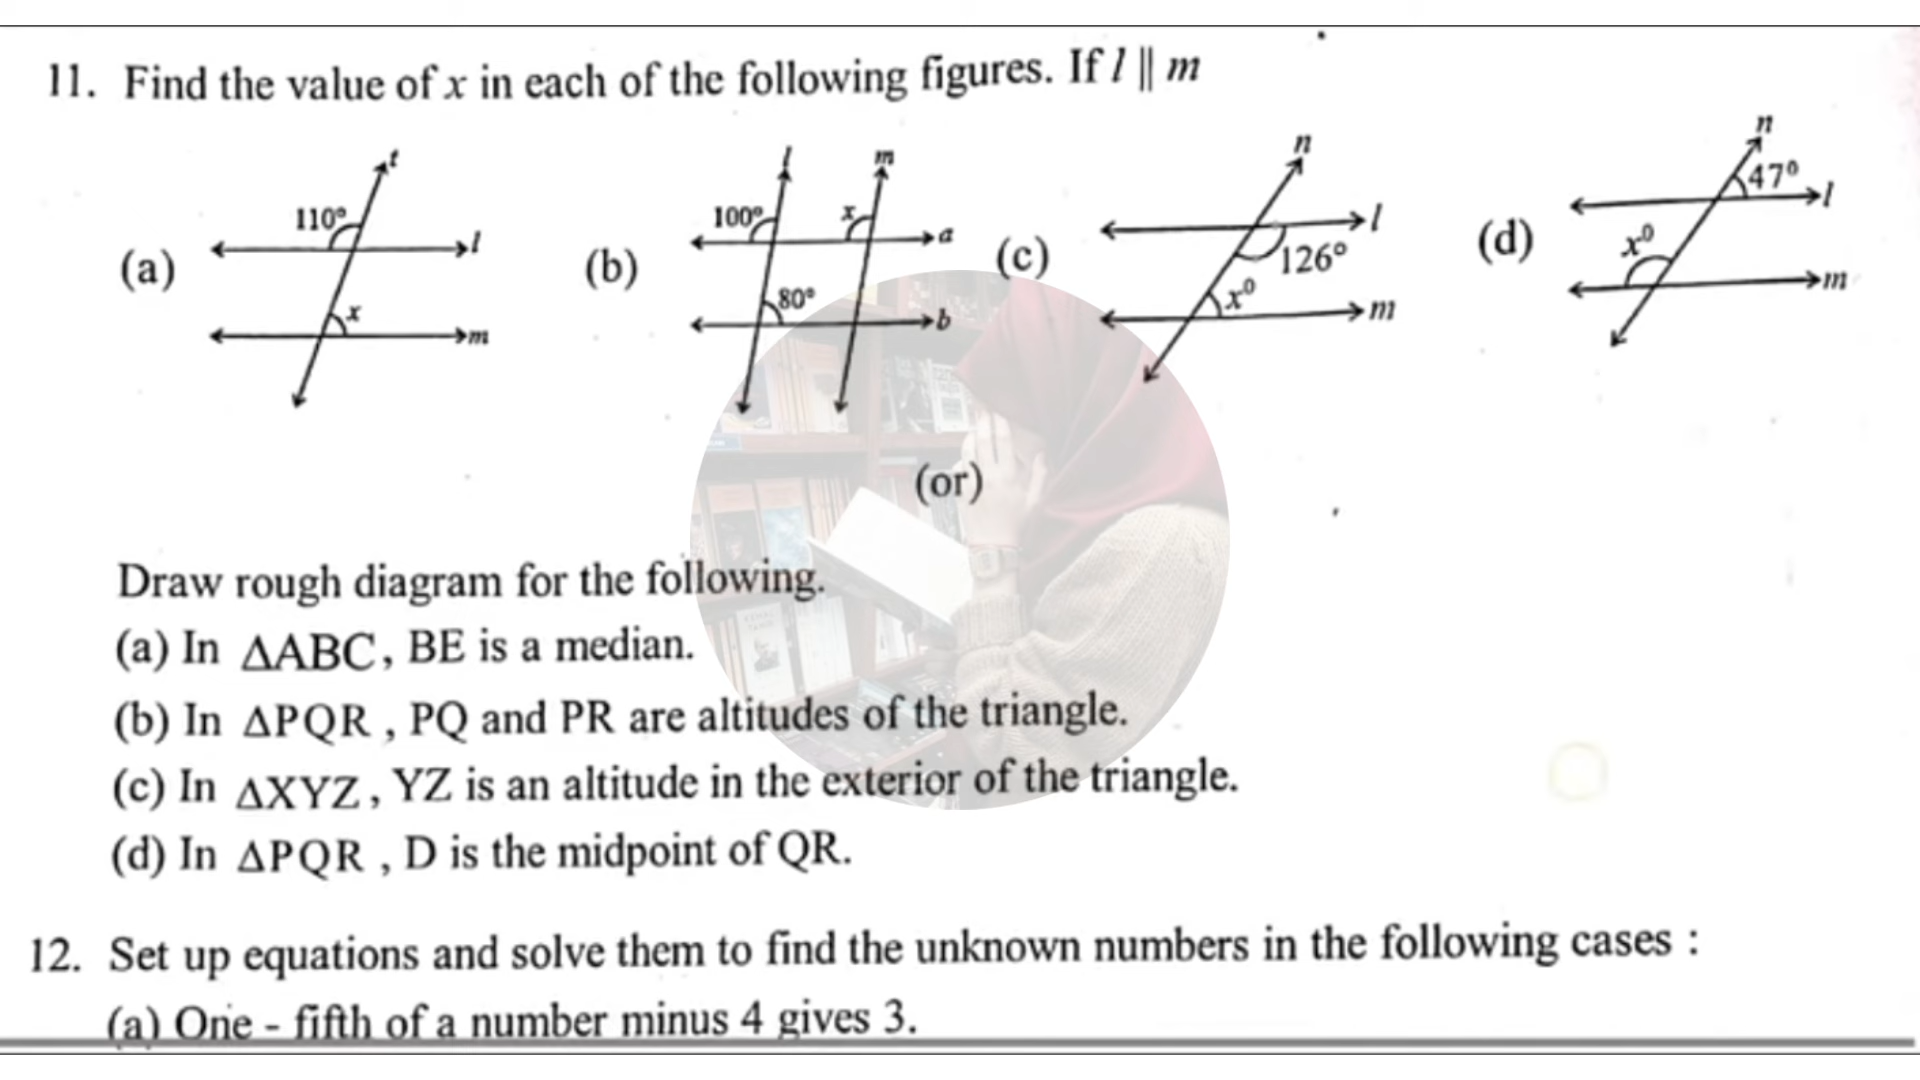 11. Find the value of x in each of the following figures. If l || m
(a) 110° t l x m
(b) 100° l x m a 80° b
(c) n l 126° x⁰ m
(d) n 47⁰ l x⁰ m
(or)
Draw rough diagram for the following.
(a) In ΔABC, BE is a median.
(b) In ΔPQR , PQ and PR are altitudes of the triangle.
(c) In ΔXYZ, YZ is an altitude in the exterior of the triangle.
(d) In ΔPQR , D is the midpoint of QR.
12. Set up equations and solve them to find the unknown numbers in the following cases :
(a) One - fifth of a number minus 4 gives 3.